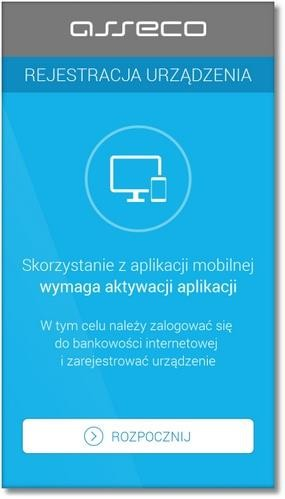 asseco
REJESTRACJA URZĄDZENIA
Skorzystanie z aplikacji mobilnej
wymaga aktywacji aplikacji
W tym celu należy zalogować się
do bankowości internetowej
i zarejestrować urządzenie
ROZPOCZNIJ